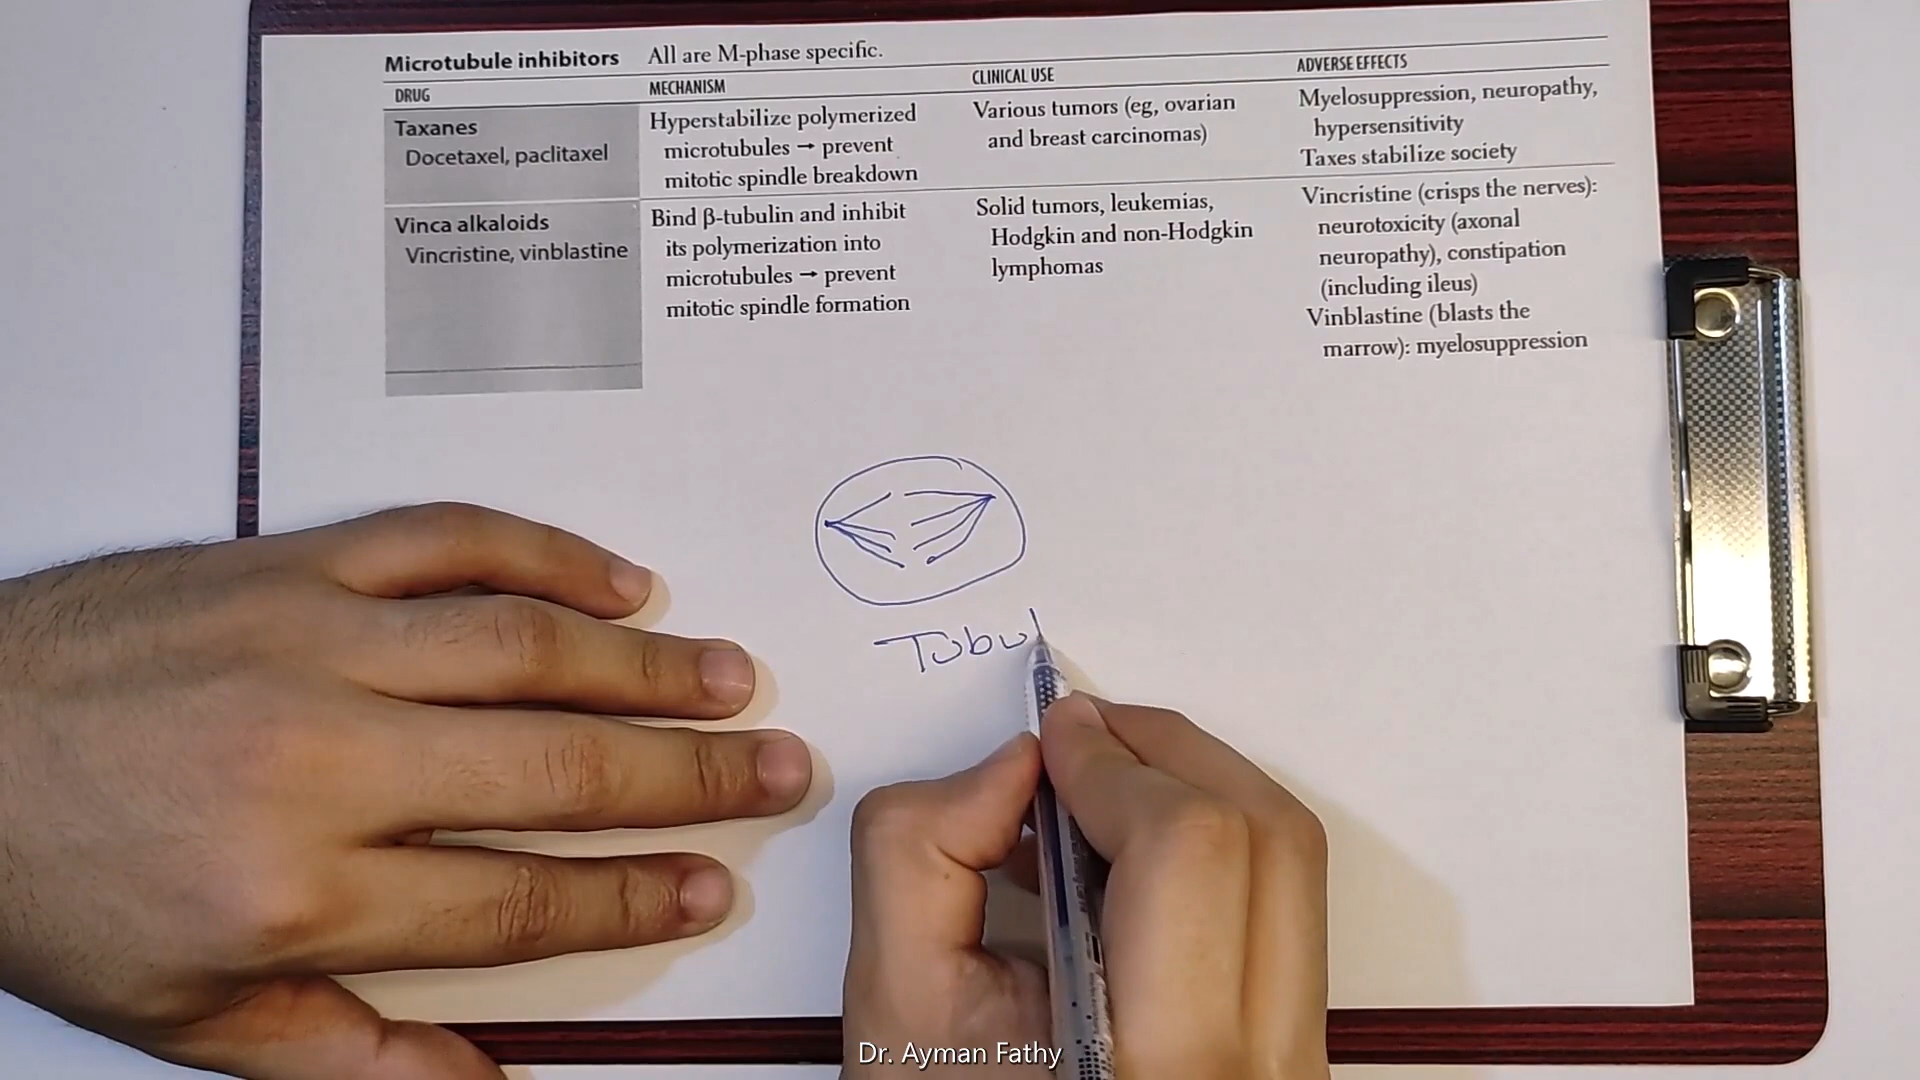 Microtubule inhibitors All are M-phase specific.
DRUG MECHANISM CLINICAL USE ADVERSE EFFECTS
Taxanes
Docetaxel, paclitaxel
Hyperstabilize polymerized
microtubules → prevent
mitotic spindle breakdown
Various tumors (eg, ovarian
and breast carcinomas)
Myelosuppression, neuropathy,
hypersensitivity
Taxes stabilize society
Vinca alkaloids
Vincristine, vinblastine
Bind β-tubulin and inhibit
its polymerization into
microtubules → prevent
mitotic spindle formation
Solid tumors, leukemias,
Hodgkin and non-Hodgkin
lymphomas
Vincristine (crisps the nerves):
neurotoxicity (axonal
neuropathy), constipation
(including ileus)
Vinblastine (blasts the
marrow): myelosuppression
Tubul
Dr. Ayman Fathy